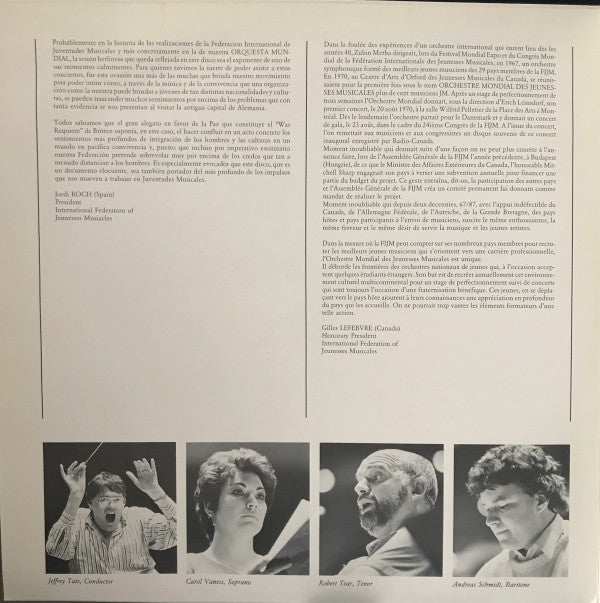 Probablemente en la historia de las realizaciones de la Federacion International de
Juventudes Musicales y más concretamente en la de nuestra ORQUESTA MUN-
DIAL, la sesión berlinesa que queda reflejada en este disco sea el exponente de uno de
sus momentos culminantes. Para quienes tuvimos la suerte de poder asistir a estos
conciertos, fue esta ocasión una más de las muchas que brinda nuestro movimiento
para poder intuir cómo, a través de la música y de la convivencia que una organiza-
ción como la nuestra puede brindar a jóvenes de tan distintas nacionalidades y cultu-
ras, se pueden trascender muchos sentimientos por encima de los problemas que con
tanta evidencia se nos presentan al visitar la antigua capital de Alemania.
Todos sabíamos que el gran alegato en favor de la Paz que constituye el "War
Requiem" de Britten suponía, en este caso, el hacer confluir en un acto concreto los
sentimientos más profundos de integración de los hombres y las culturas en un
mundo en pacífica convivencia y, puesto que incluso por imperativo estatutario
nuestra Federación pretende sobrevolar muy por encima de los credos que tan a
menudo distancian a los hombres. Es especialmente evocador que este disco, que es
un documento elocuente, sea también portador del más profundo de los impulsos
que nos mueven a trabajar en Juventudes Musicales.
Jordi ROCH (Spain)
President
International Federation of
Jeunesses Musicales
Dans la foulée des expériences d'un orchestre international qui eurent lieu dès les
années 40, Zubin Metha dirigeait, lors du Festival Mondial Expo et du Congrès Mon-
dial de la Fédération Internationale des Jeunesses Musicales, en 1967, un orchestre
symphonique formé des meilleurs jeunes musiciens des 29 pays membres de la FIJM.
En 1970, au Centre d'Arts d'Orford des Jeunesses Musicales du Canada, se réunis-
saient pour la première fois sous le nom ORCHESTRE MONDIAL DES JEUNES-
SES MUSICALES plus de cent musiciens JM. Après un stage de perfectionnement de
trois semaines l'Orchestre Mondial donnait, sous la direction d'Erich Leinsdorf, son
premier concert, le 20 août 1970, à la salle Wilfrid Pelletier de la Place des Arts à Mon-
tréal. Dès le lendemain l'orchestre partait pour le Danemark et y donnait un concert
de gala, le 23 août, dans le cadre du 24ième Congrès de la FIJM. A l'issue du concert,
l'on remettait aux musiciens et aux congressistes un disque souvenir de ce concert
inaugural enregistré par Radio-Canada.
Moment inoubliable qui donnait suite d'une façon on ne peut plus concrète à l'an-
nonce faite, lors de l'Assemblée Générale de la FIJM l'année précédente, à Budapest
(Hongrie), de ce que le Ministre des Affaires Extérieures du Canada, l'honorable Mit-
chell Sharp engageait son pays à verser une subvention annuelle pour financer une
partie du budget du projet. Ce geste entraîna, dit-on, la participation des autres pays
et l'Assemblée Générale de la FIJM créa un comité permanent lui donnant comme
mandat de réaliser le projet.
Moment inoubliable qui depuis deux decennies, 67/87, avec l'appui indéfectible du
Canada, de l'Allemagne Fédérale, de l'Autriche, de la Grande Bretagne, des pays
hôtes et pays participants à l'envoi de musiciens, suscite le même enthousiasme, la
même ferveur et le même désir de servir la musique et les jeunes artistes.
Dans la mesure où la FIJM peut compter sur ses nombreux pays membres pour recru-
ter les meilleurs jeunes musiciens qui s'orientent vers une carrière professionnelle,
l'Orchestre Mondial des Jeunesses Musicales est unique.
Il déborde les frontières des orchestres nationaux de jeunes qui, à l'occasion accep-
tent quelques étudiants étrangers. Son but est de recréer annuellement cet environne-
ment culturel multicontinental pour un stage de perfectionnement suivi de concerts
qui sont toujours l'occasion d'une fraternisation bénéfique. Ces jeunes, en se dépla-
çant vers le pays hôte ajoutent à leurs connaissances une appréciation en profondeur
du pays qui les accueille. On ne pourrait trop vanter les éléments formateurs d'une
telle action.
Gilles LEFEBVRE (Canada)
Honorary President
International Federation of
Jeunesses Musicales
Jeffrey Tate, Conductor
Carol Vaness, Soprano
Robert Tear, Tenor
Andreas Schmidt, Baritone